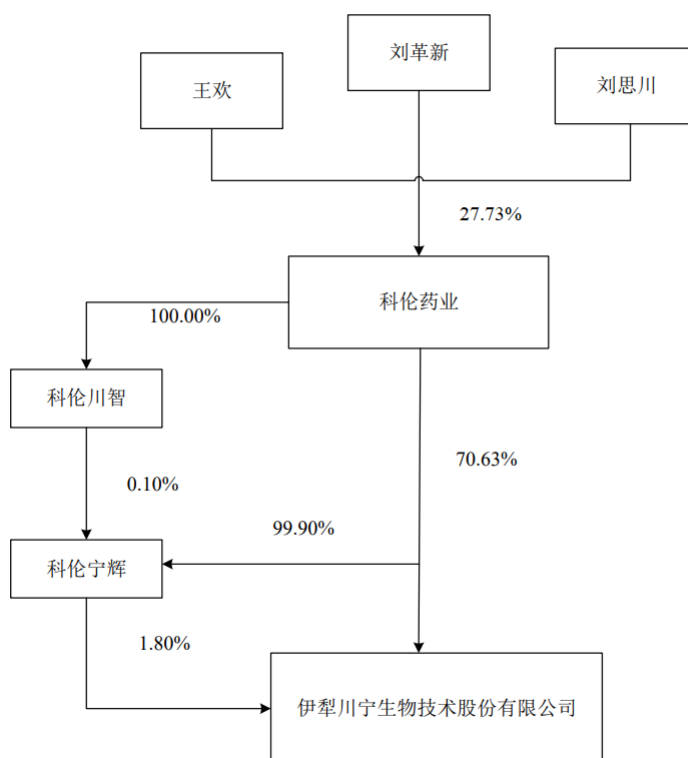 刘革新
王欢
刘思川
27.73%
科伦药业
100.00%
科伦川智
70.63%
0.10%
99.90%
科伦宁辉
1.80%
伊犁川宁生物技术股份有限公司